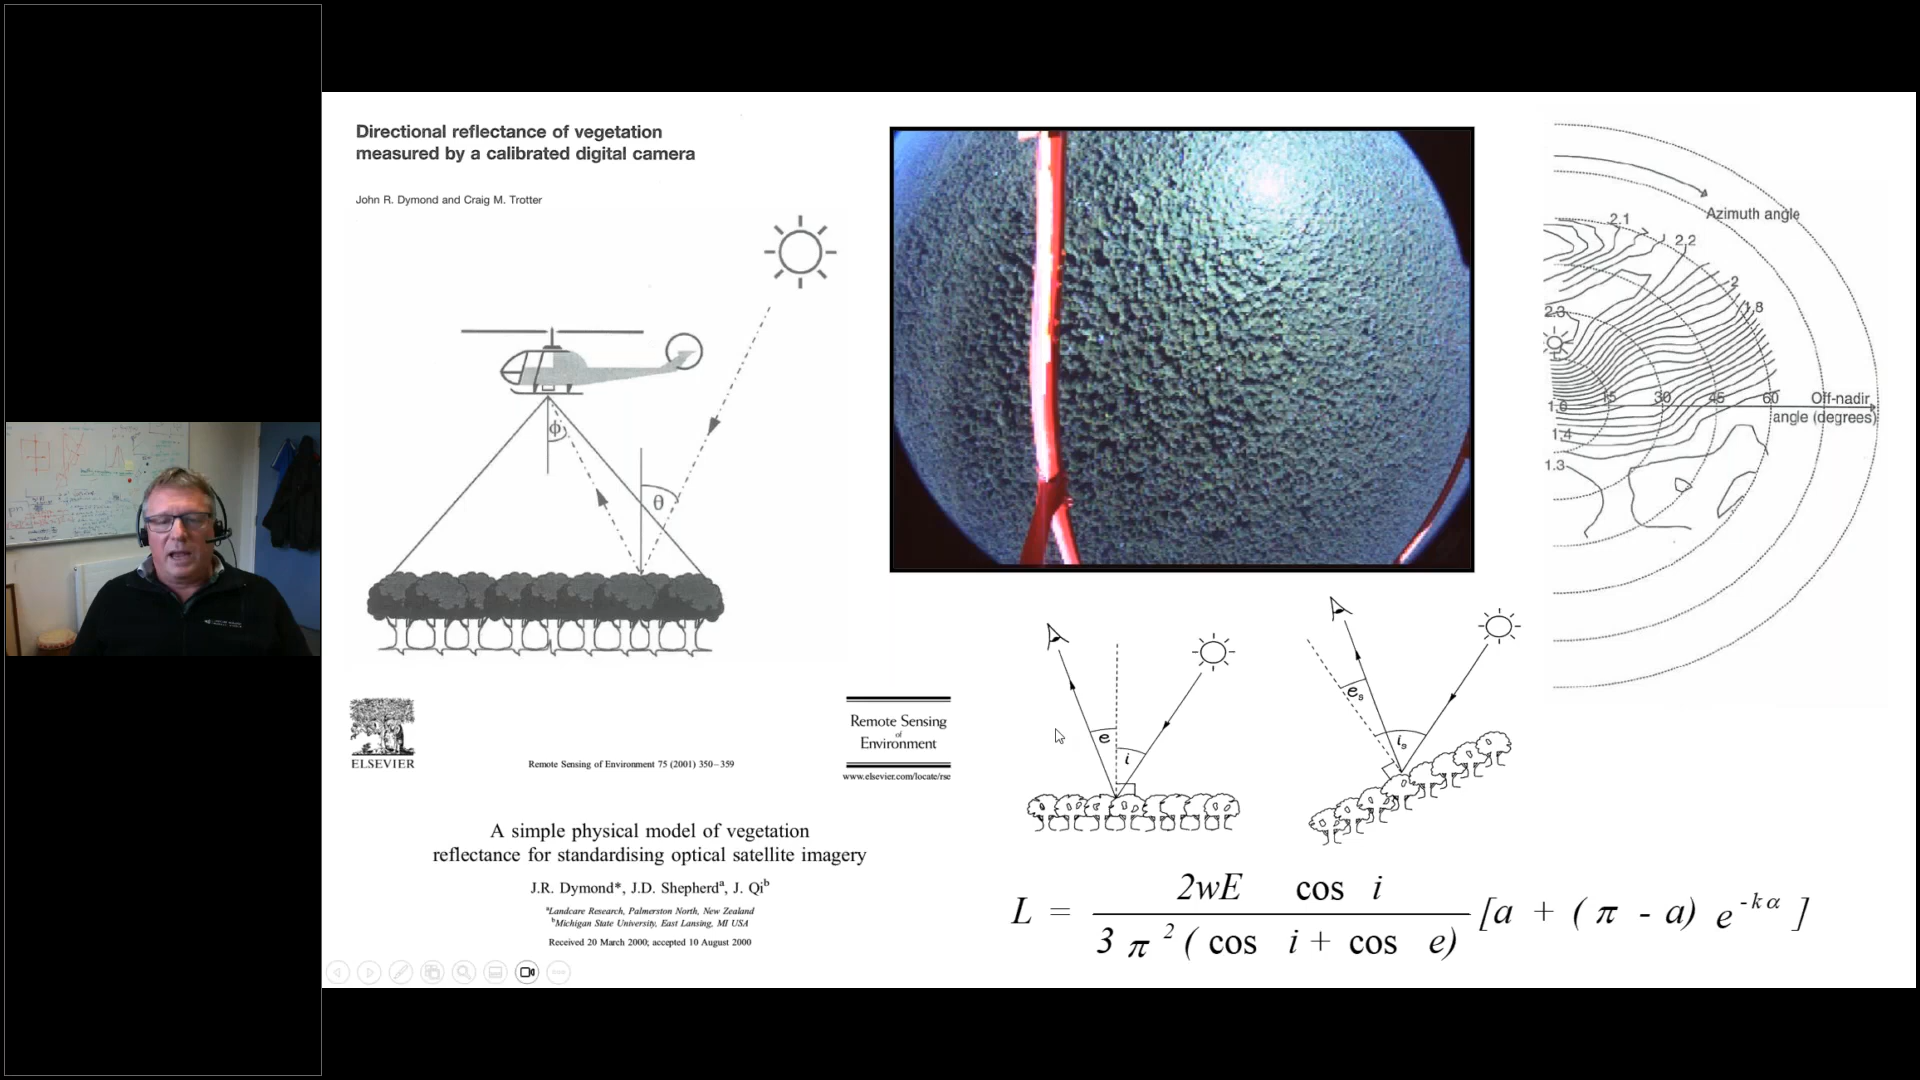 Directional reflectance of vegetation
measured by a calibrated digital camera
John R. Dymond and Craig M. Trotter
ϕ
θ
Azimuth angle
2.1
2.2
2
1.8
2.3
1.6
15 30 45 60 Off-nadir
angle (degrees)
1.4
1.3
e i
e s
i s
ELSEVIER
Remote Sensing of Environment 75 (2001) 350–359
Remote Sensing
of
Environment
www.elsevier.com/locate/rse
A simple physical model of vegetation
reflectance for standardising optical satellite imagery
J.R. Dymond*, J.D. Shepherdᵃ, J. Qiᵇ
ᵃLandcare Research, Palmerston North, New Zealand
ᵇMichigan State University, East Lansing, MI USA
Received 20 March 2000; accepted 10 August 2000
L = 2wE cos i / 3 π² ( cos i + cos e) [a + ( π - a) e^(-kα) ]